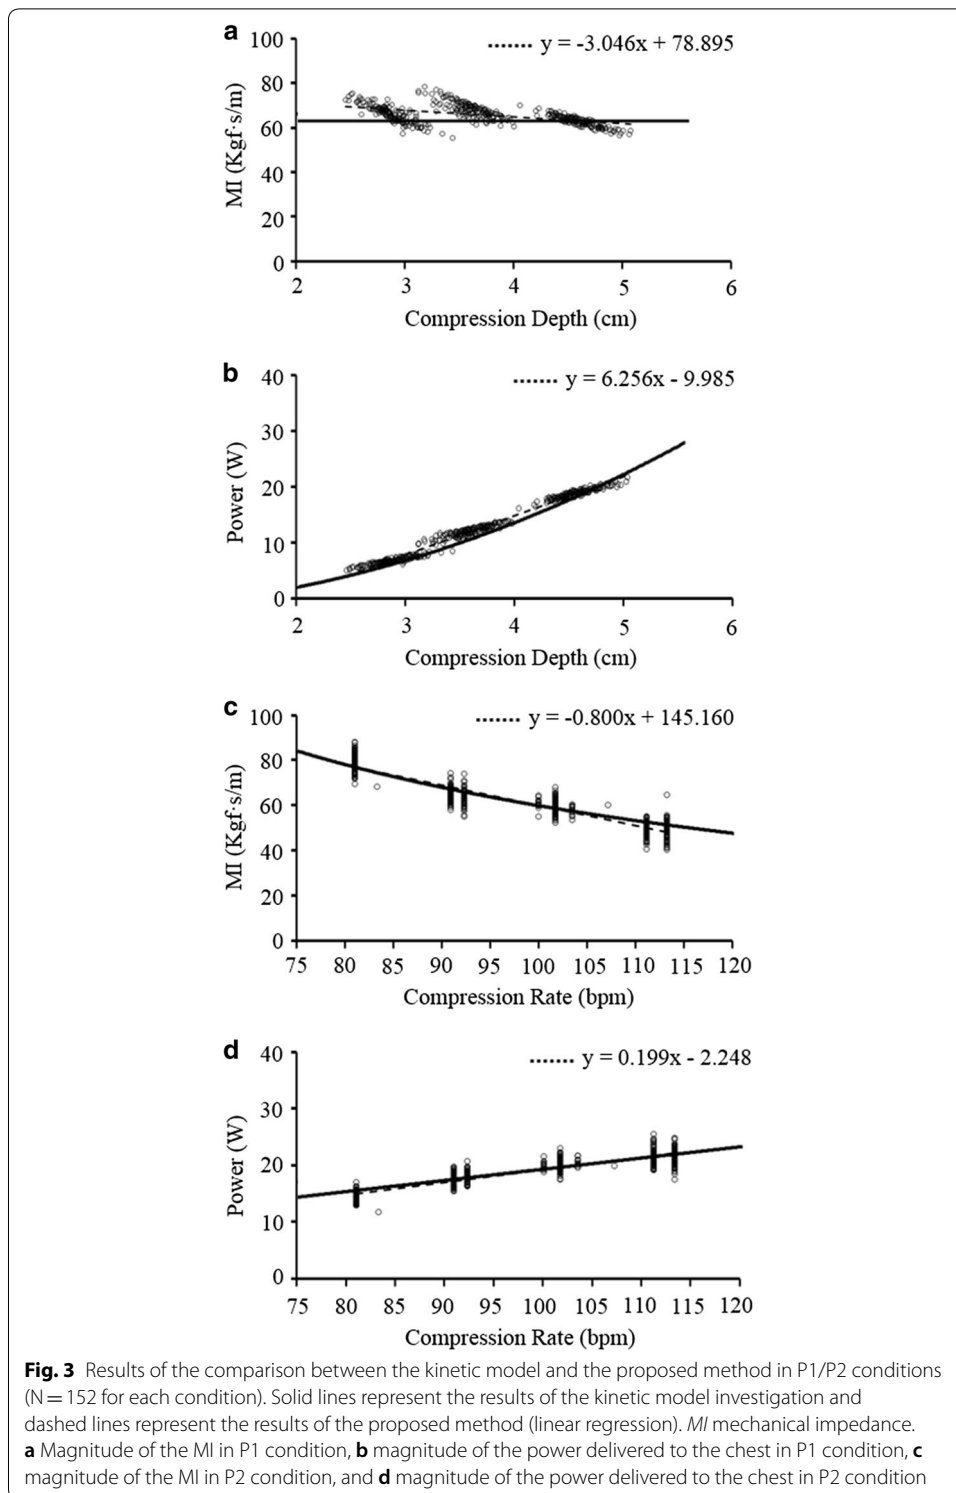 a
y = -3.046x + 78.895
100
80
60
40
20
0
MI (Kgf·s/m)
2 3 4 5 6
Compression Depth (cm)
b
y = 6.256x - 9.985
40
30
20
10
0
Power (W)
2 3 4 5 6
Compression Depth (cm)
c
y = -0.800x + 145.160
100
80
60
40
20
0
MI (Kgf·s/m)
75 80 85 90 95 100 105 110 115 120
Compression Rate (bpm)
d
y = 0.199x - 2.248
40
30
20
10
0
Power (W)
75 80 85 90 95 100 105 110 115 120
Compression Rate (bpm)
Fig. 3 Results of the comparison between the kinetic model and the proposed method in P1/P2 conditions
(N = 152 for each condition). Solid lines represent the results of the kinetic model investigation and
dashed lines represent the results of the proposed method (linear regression). MI mechanical impedance.
a Magnitude of the MI in P1 condition, b magnitude of the power delivered to the chest in P1 condition, c
magnitude of the MI in P2 condition, and d magnitude of the power delivered to the chest in P2 condition